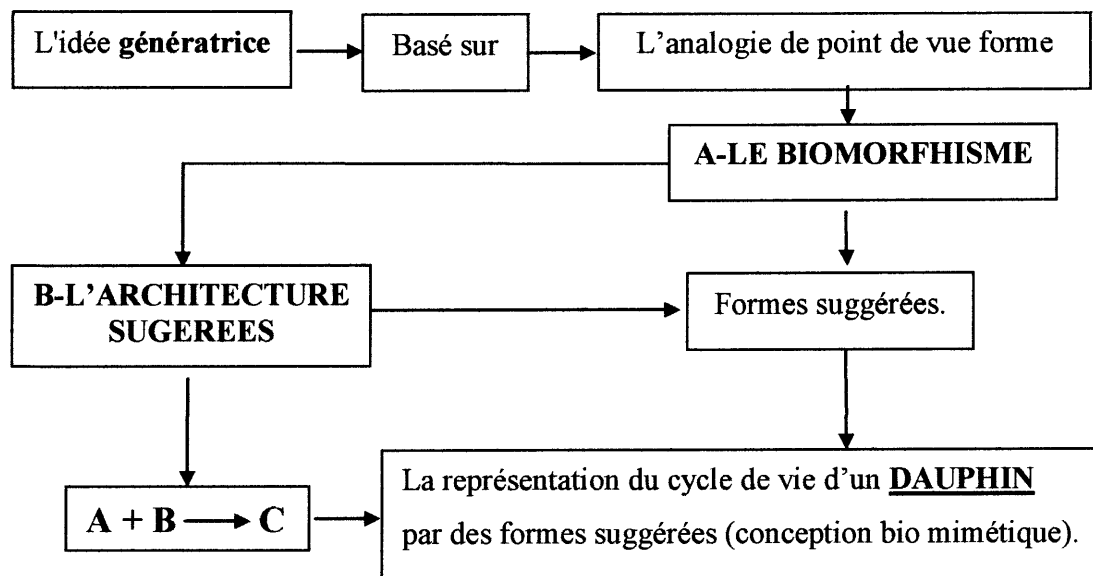 L'idée génératrice
Basé sur
L'analogie de point de vue forme
A-LE BIOMORFHISME
B-L'ARCHITECTURE
SUGEREES
Formes suggérées.
A + B → C
La représentation du cycle de vie d'un DAUPHIN
par des formes suggérées (conception bio mimétique).